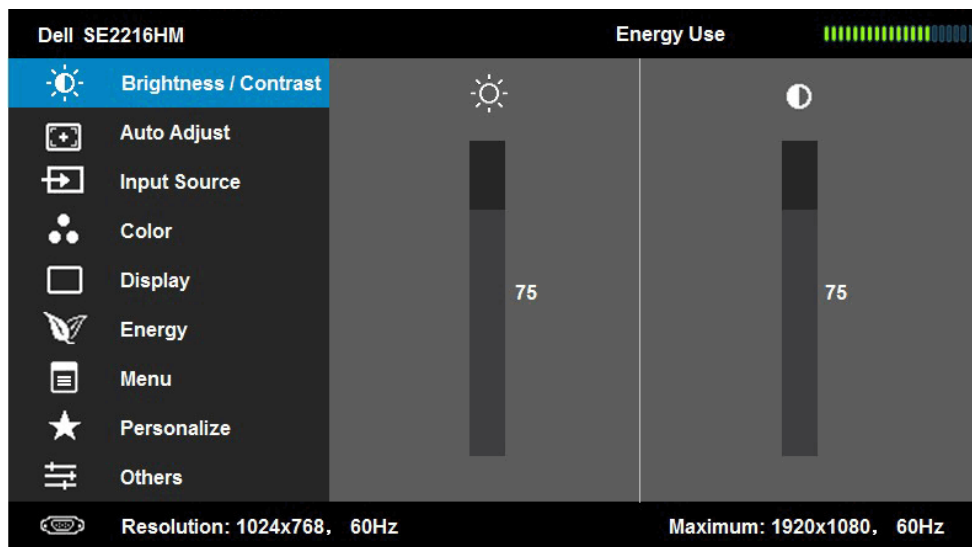 Dell SE2216HM Energy Use
Brightness / Contrast
Auto Adjust
Input Source
Color
Display
75 75
Energy
Menu
Personalize
Others
Resolution: 1024x768, 60Hz Maximum: 1920x1080, 60Hz